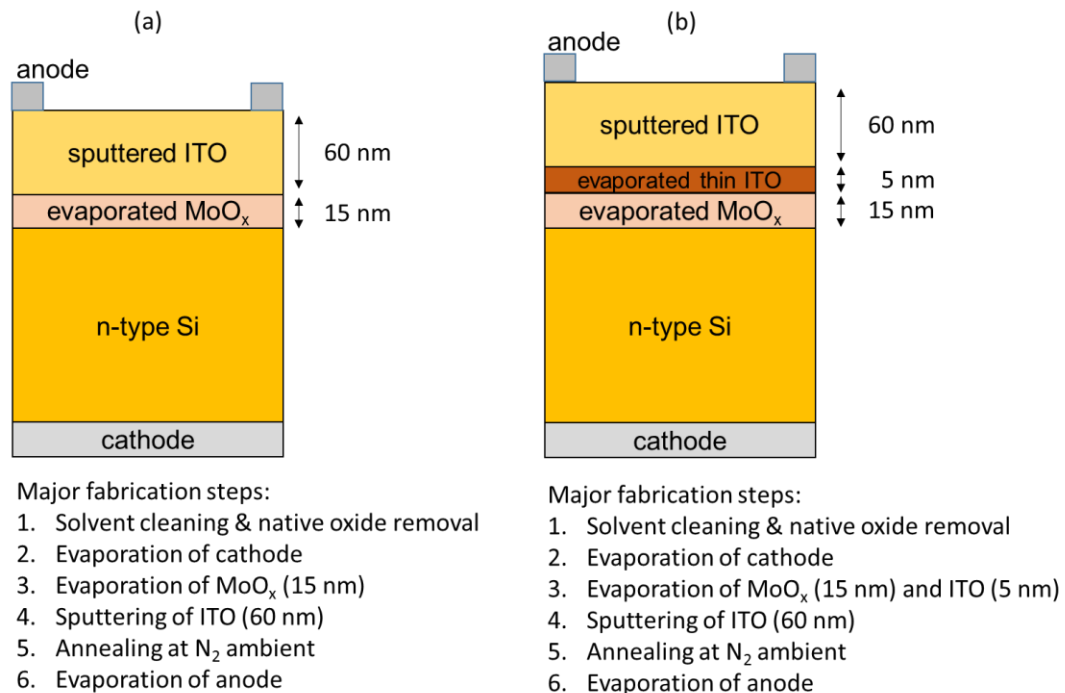 (a)
anode
sputtered ITO
60 nm
evaporated MoOₓ
15 nm
n-type Si
cathode
Major fabrication steps:
1. Solvent cleaning & native oxide removal
2. Evaporation of cathode
3. Evaporation of MoOₓ (15 nm)
4. Sputtering of ITO (60 nm)
5. Annealing at N₂ ambient
6. Evaporation of anode
(b)
anode
sputtered ITO
60 nm
evaporated thin ITO
5 nm
evaporated MoOₓ
15 nm
n-type Si
cathode
Major fabrication steps:
1. Solvent cleaning & native oxide removal
2. Evaporation of cathode
3. Evaporation of MoOₓ (15 nm) and ITO (5 nm)
4. Sputtering of ITO (60 nm)
5. Annealing at N₂ ambient
6. Evaporation of anode